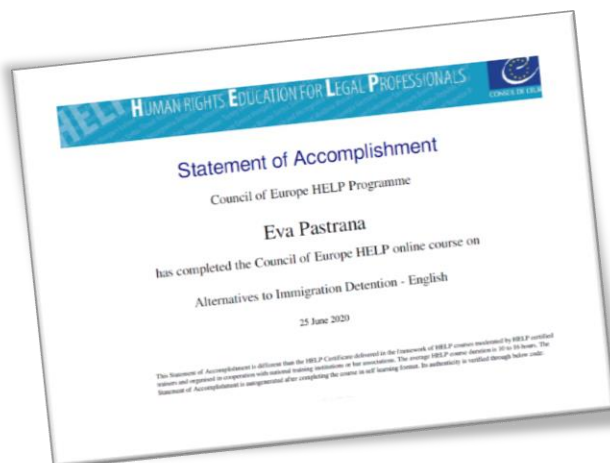 HELP HUMAN RIGHTS EDUCATION FOR LEGAL PROFESSIONALS
Statement of Accomplishment
Council of Europe HELP Programme
Eva Pastrana
has completed the Council of Europe HELP online course on
Alternatives to Immigration Detention - English
25 June 2020
This Statement of Accomplishment is different than the HELP Certificate delivered in the framework of HELP courses moderated by HELP certified
trainers and organised in cooperation with national training institutions or bar associations. The average HELP course duration is 10 to 16 hours. The
Statement of Accomplishment is autogenerated after completing the course in self learning format. Its authenticity is verified through below code: